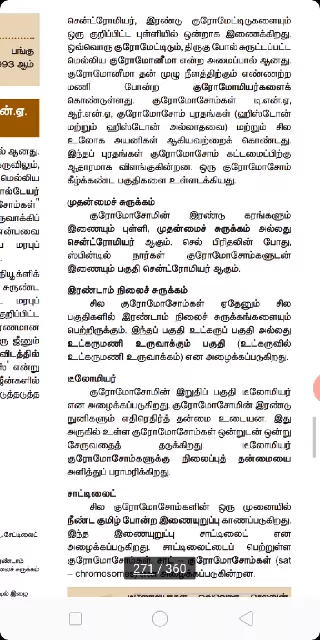 சென்ட்ரோமியர், இரண்டு குரோமேட்டிடுகளையும்
ஒரு குறிப்பிட்ட புள்ளியில் ஒன்றாக இணைக்கிறது.
ஒவ்வொரு குரோமேட்டிடும், திருகு போல் சுருட்டப்பட்ட
மெல்லிய குரோமோனீமா என்ற அமைப்பால் ஆனது.
குரோமோனீமா தன் முழு நீளத்திற்கும் எண்ணற்ற
மணி போன்ற குரோமோமியர்களைக்
கொண்டுள்ளது. குரோமோசோம்கள் டி.என்.ஏ,
ஆர்.என்.ஏ, குரோமோசோம் புரதங்கள் (ஹிஸ்டோன்
மற்றும் ஹிஸ்டோன் அல்லாதவை) மற்றும் சில
உலோக அயனிகள் ஆகியவற்றைக் கொண்டது.
இந்தப் புரதங்கள் குரோமோசோம் கட்டமைப்பிற்கு
ஆதாரமாக விளங்குகின்றன. ஒரு குரோமோசோம்
கீழ்க்கண்ட பகுதிகளை உள்ளடக்கியது.
முதன்மைச் சுருக்கம்
குரோமோசோமின் இரண்டு கரங்களும்
இணையும் புள்ளி, முதன்மைச் சுருக்கம் அல்லது
சென்ட்ரோமியர் ஆகும். செல் பிரிதலின் போது,
ஸ்பிண்டில் நார்கள் குரோமோசோம்களுடன்
இணையும் பகுதி சென்ட்ரோமியர் ஆகும்.
இரண்டாம் நிலைச் சுருக்கம்
சில குரோமோசோம்கள் ஏதேனும் சில
பகுதிகளில் இரண்டாம் நிலைச் சுருக்கங்களையும்
பெற்றிருக்கும். இந்தப் பகுதி உட்கருப் பகுதி அல்லது
உட்கருமணி உருவாக்கும் பகுதி (உட்கருவில்
உட்கருமணி உருவாக்கம்) என அழைக்கப்படுகிறது.
டீலோமியர்
குரோமோசோமின் இறுதிப் பகுதி டீலோமியர்
என அழைக்கப்படுகிறது. குரோமோசோமின் இரண்டு
நுனிகளும் எதிரெதிர்த் தன்மை உடையன. இது
அருகில் உள்ள குரோமோசோம்கள் ஒன்றுடன் ஒன்று
சேருவதைத் தடுக்கிறது. டீலோமியர்
குரோமோசோம்களுக்கு நிலைப்புத் தன்மையை
அளித்துப் பராமரிக்கிறது.
சாட்டிலைட்
சில குரோமோசோம்களின் ஒரு முனையில்
நீண்ட குமிழ் போன்ற இணையுறுப்பு காணப்படுகிறது.
இந்த இணையுறுப்பு சாட்டிலைட் என
அழைக்கப்படுகிறது. சாட்டிலைட்டைப் பெற்றுள்ள
குரோமோசோம்கள், சாட் குரோமோசோம்கள் (sat
– chromosomes) என அழைக்கப்படுகின்றன.
271 / 360